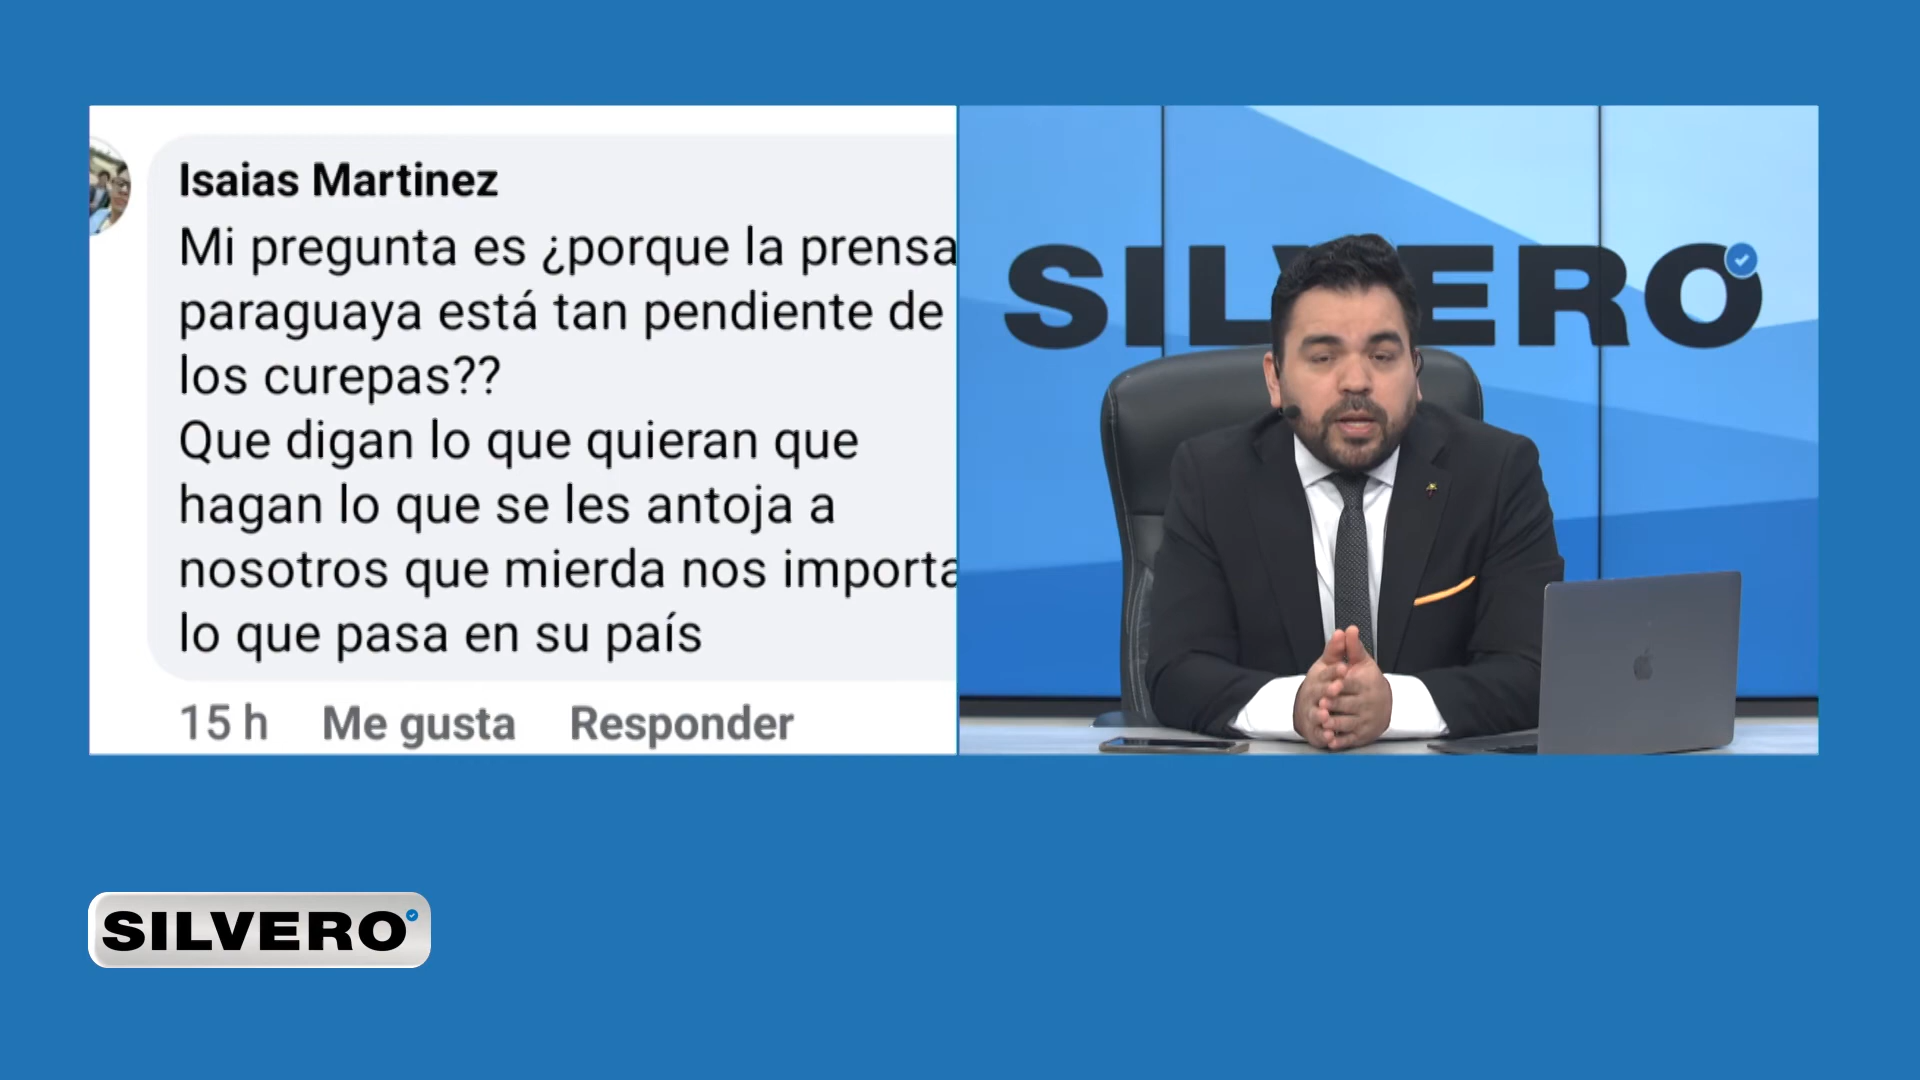 Isaias Martinez
Mi pregunta es ¿porque la prensa
paraguaya está tan pendiente de
los curepas??
Que digan lo que quieran que
hagan lo que se les antoja a
nosotros que mierda nos importa
lo que pasa en su país
15 h Me gusta Responder
SILVERO
SILVERO